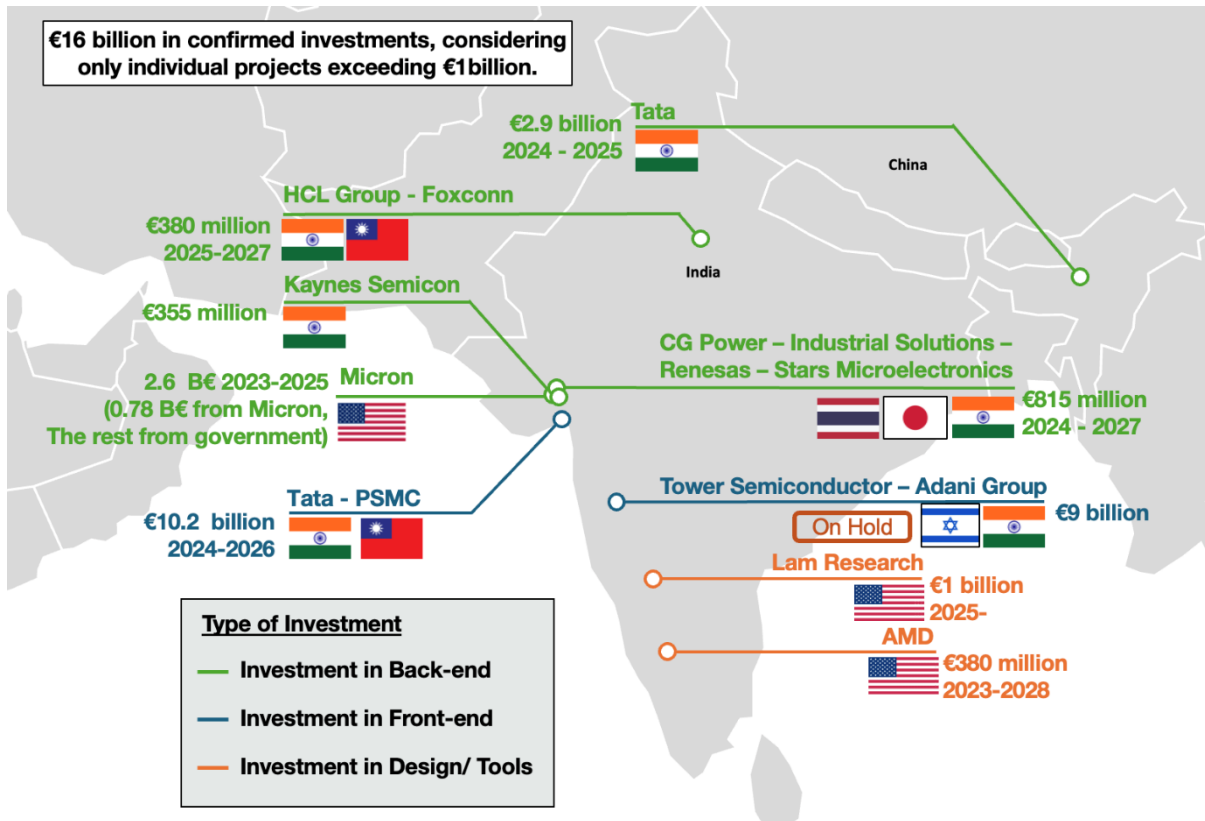 €16 billion in confirmed investments, considering
only individual projects exceeding €1billion.
Tata
€2.9 billion
2024 - 2025
China
HCL Group - Foxconn
€380 million
2025-2027
India
Kaynes Semicon
€355 million
CG Power – Industrial Solutions –
Renesas – Stars Microelectronics
€815 million
2024 - 2027
2.6 B€ 2023-2025
Micron
(0.78 B€ from Micron,
The rest from government)
Tata - PSMC
€10.2 billion
2024-2026
Tower Semiconductor – Adani Group
€9 billion
On Hold
Lam Research
€1 billion
2025-
AMD
€380 million
2023-2028
Type of Investment
Investment in Back-end
Investment in Front-end
Investment in Design/ Tools